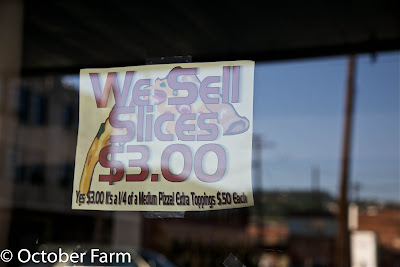 We Sell
Slices
$3.00
Yes $3.00 It's a 1/4 of a Medium Pizza! Extra Toppings $.50 Each
© October Farm